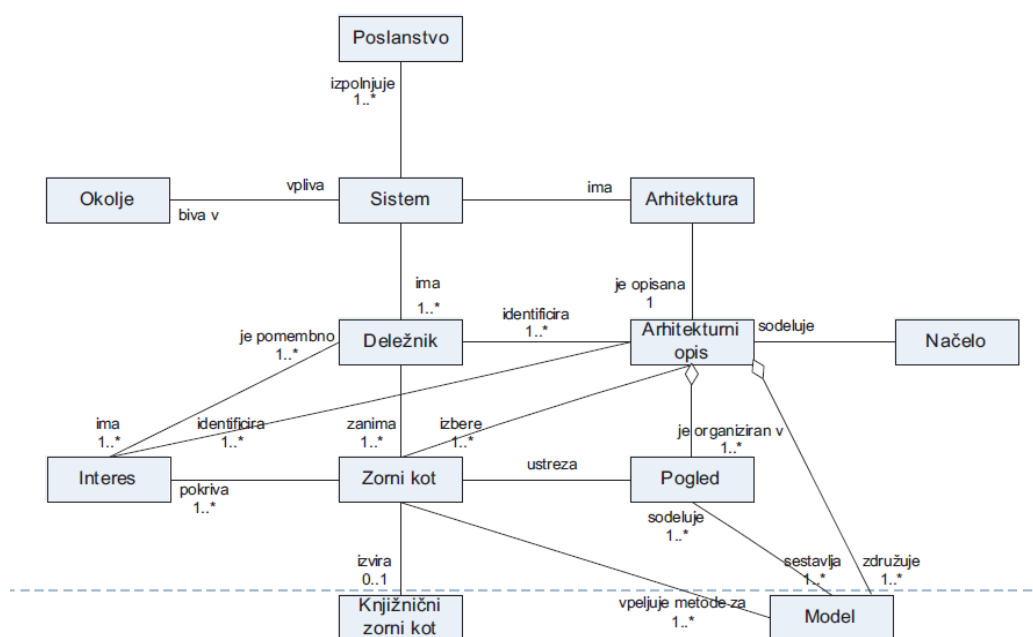 Poslanstvo
izpolnjuje
1..*
Okolje
vpliva
biva v
Sistem
ima
Arhitektura
ima
1..*
je opisana
1
je pomembno
1..*
Deležnik
identificira
1..*
Arhitekturni
opis
sodeluje
Načelo
ima
1..*
identificira
1..*
zanima
1..*
izbere
1..*
je organiziran v
1..*
Interes
pokriva
1..*
Zorni kot
ustreza
Pogled
sodeluje
1..*
sestavlja
1..*
združuje
1..*
izvira
0..1
Knjižnični
zorni kot
vpeljuje metode za
1..*
Model